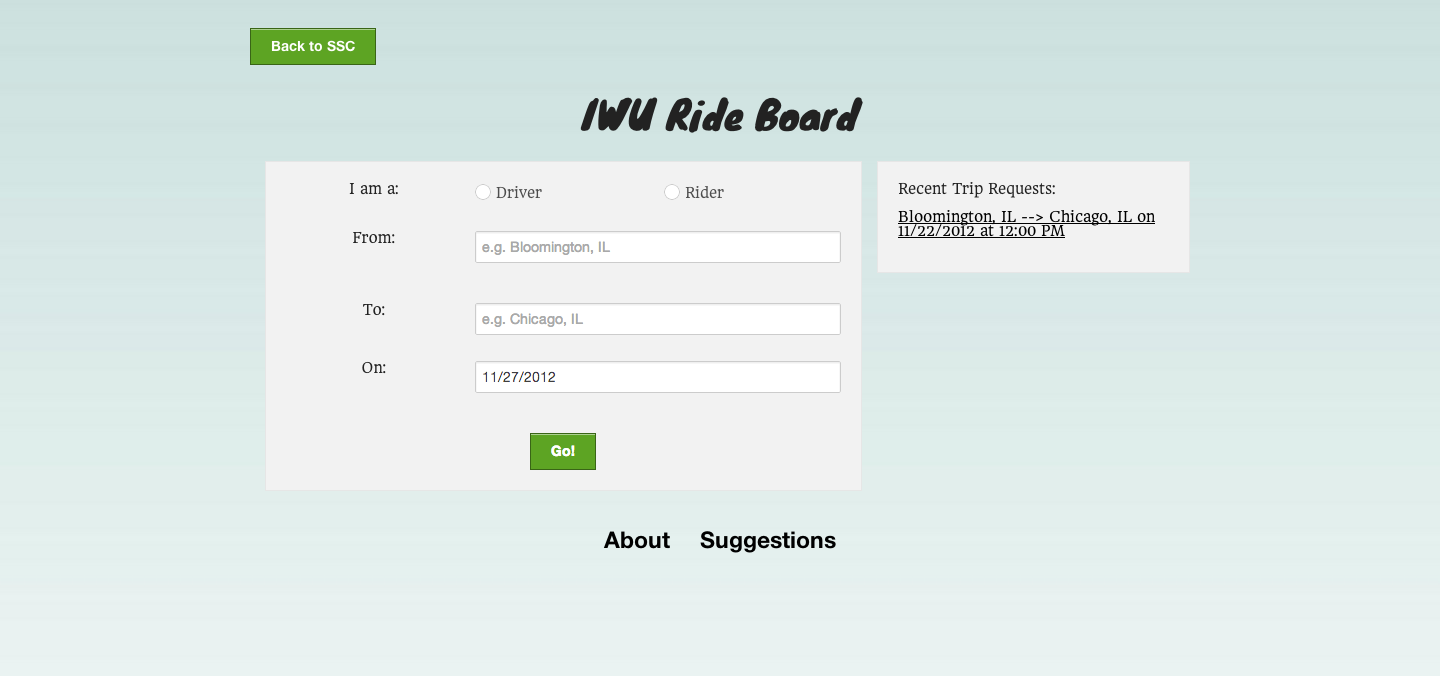 Back to SSC
IWU Ride Board
I am a:
Driver
Rider
From:
e.g. Bloomington, IL
To:
e.g. Chicago, IL
On:
11/27/2012
Go!
Recent Trip Requests:
Bloomington, IL --> Chicago, IL on
11/22/2012 at 12:00 PM
About
Suggestions